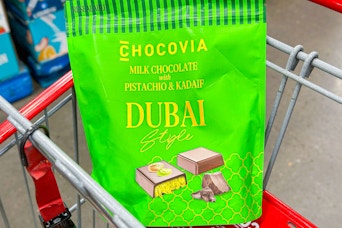 CHOCOVIA
MILK CHOCOLATE
with
PISTACHIO & KADAIF
DUBAI
Style